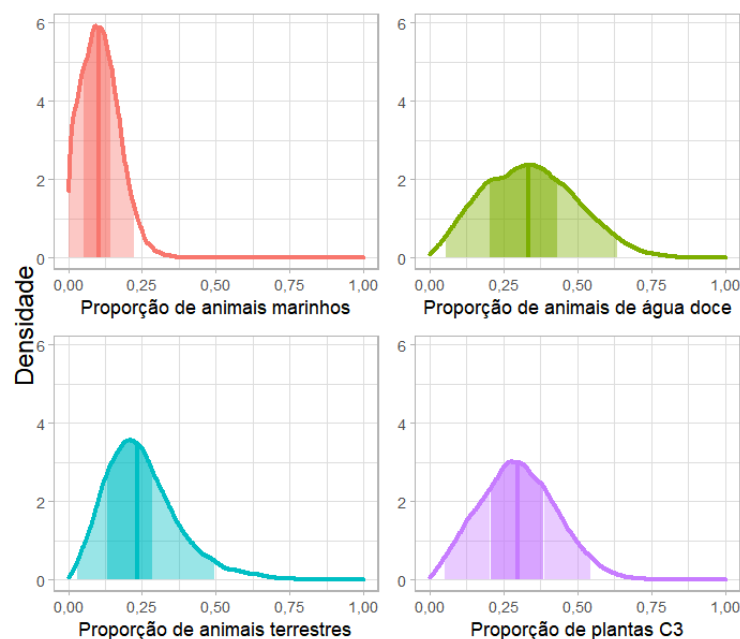 6
4
2
0
0,00 0,25 0,50 0,75 1,00
Proporção de animais marinhos
6
4
2
0
0,00 0,25 0,50 0,75 1,00
Proporção de animais de água doce
Densidade
6
4
2
0
0,00 0,25 0,50 0,75 1,00
Proporção de animais terrestres
6
4
2
0
0,00 0,25 0,50 0,75 1,00
Proporção de plantas C3